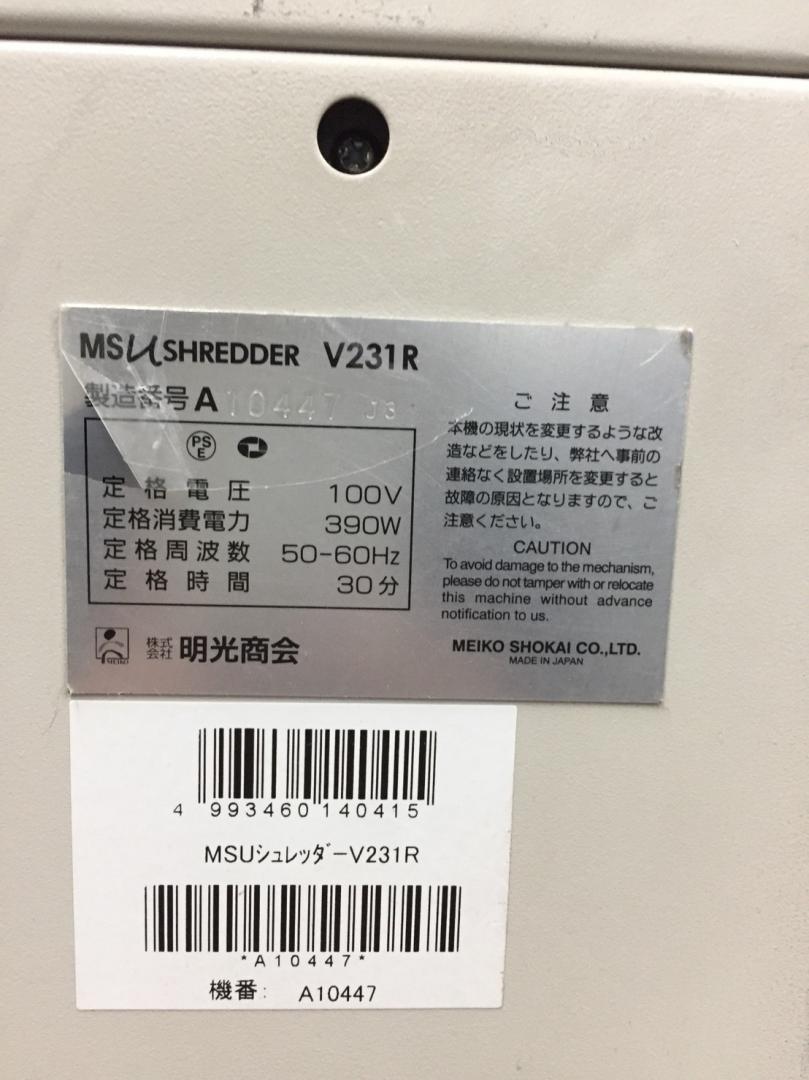 MSU SHREDDER V231R
製造番号 A 10447 J3
PS
E
定格電圧 100V
定格消費電力 390W
定格周波数 50-60Hz
定格時間 30分
MEIKO
株式
会社 明光商会
ご注意
本機の現状を変更するような改
造などをしたり、弊社へ事前の
連絡なく設置場所を変更すると
故障の原因となりますので、ご
注意ください。
CAUTION
To avoid damage to the mechanism,
please do not tamper with or relocate
this machine without advance
notification to us.
MEIKO SHOKAI CO.,LTD.
MADE IN JAPAN
4 993460 140415
MSUシュレッダｰV231R
*A10447*
機番: A10447